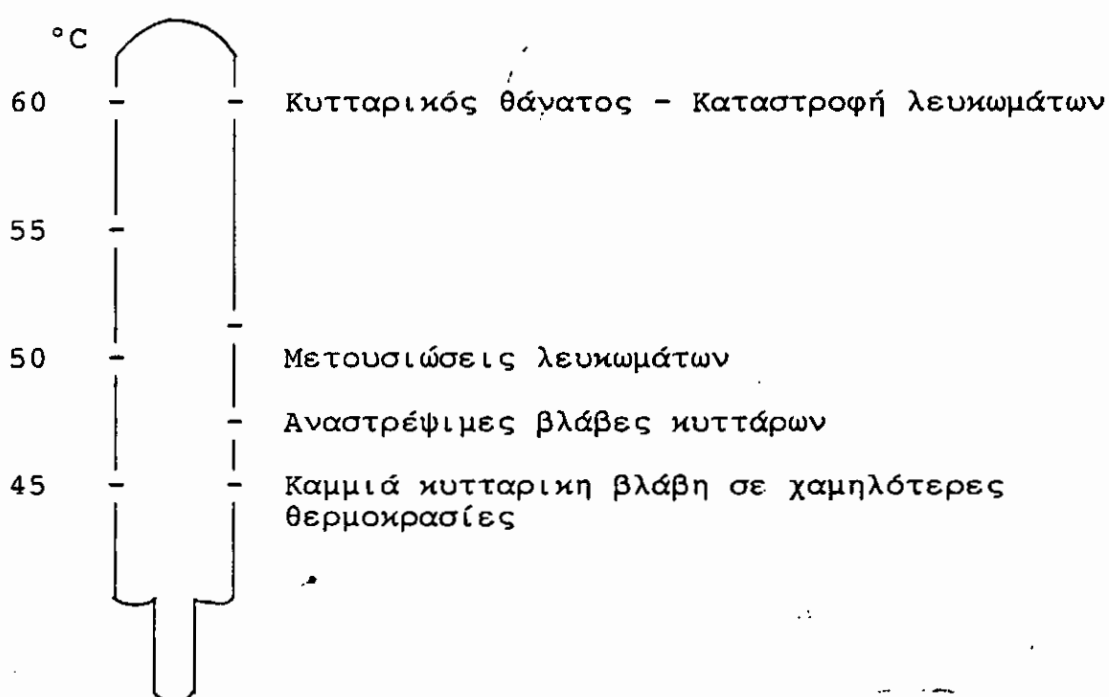 °C
60 Κυτταρικός θάνατος - Καταστροφή λευκωμάτων
55
50 Μετουσιώσεις λευκωμάτων
Αναστρέψιμες βλάβες κυττάρων
45 Καμμιά κυτταρικη βλάβη σε χαμηλότερες
θερμοκρασίες